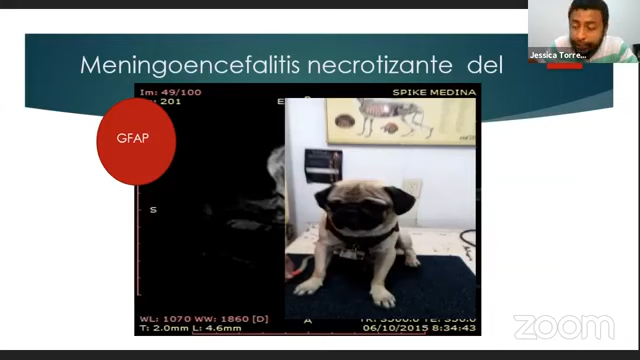 Jessica Torre...
Meningoencefalitis necrotizante del
Im: 49/100
SPIKE MEDINA
201
E
GFAP
S
WL: 1070 WW: 1860 [D]
T: 2.0mm L: 4.6mm
A
06/10/2015 8:34:43
zoom